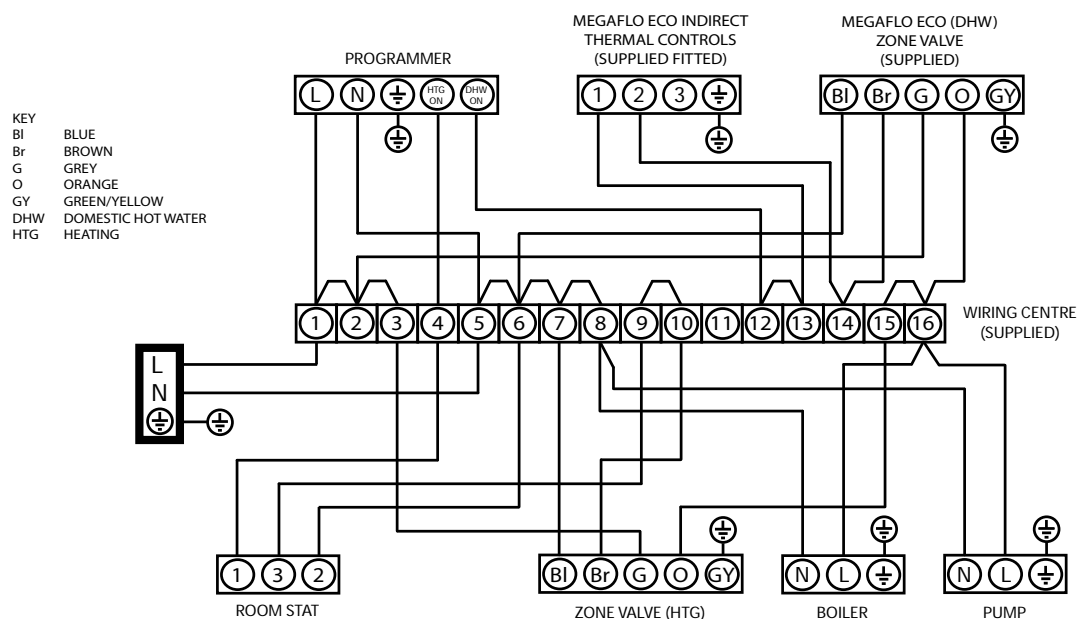 MEGAFLO ECO INDIRECT
THERMAL CONTROLS
(SUPPLIED FITTED)
MEGAFLO ECO (DHW)
ZONE VALVE
(SUPPLIED)
PROGRAMMER
L N HTG ON DHW ON
1 2 3
Bl Br G O GY
KEY
Bl BLUE
Br BROWN
G GREY
O ORANGE
GY GREEN/YELLOW
DHW DOMESTIC HOT WATER
HTG HEATING
1 2 3 4 5 6 7 8 9 10 11 12 13 14 15 16
WIRING CENTRE
(SUPPLIED)
L
N
1 3 2
Bl Br G O GY
N L
N L
ROOM STAT
ZONE VALVE (HTG)
BOILER
PUMP